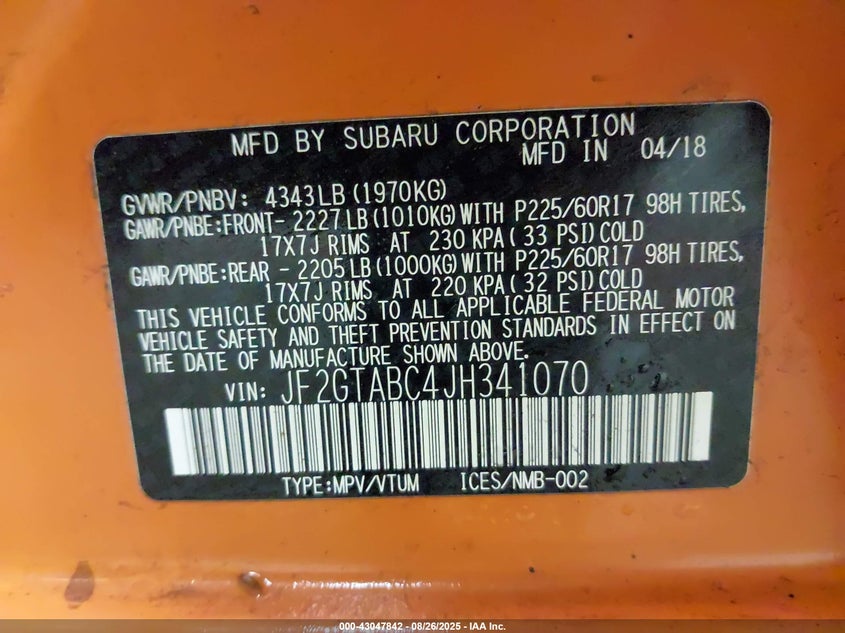 MFD BY SUBARU CORPORATION
MFD IN 04/18
GVWR/PNBV: 4343LB (1970KG)
GAWR/PNBE:FRONT- 2227LB (1010KG) WITH P225/60R17 98H TIRES,
17X7J RIMS AT 230 KPA ( 33 PSI) COLD
GAWR/PNBE:REAR - 2205LB (1000KG) WITH P225/60R17 98H TIRES,
17X7J RIMS AT 220 KPA ( 32 PSI) COLD
THIS VEHICLE CONFORMS TO ALL APPLICABLE FEDERAL MOTOR
VEHICLE SAFETY AND THEFT PREVENTION STANDARDS IN EFFECT ON
THE DATE OF MANUFACTURE SHOWN ABOVE.
VIN: JF2GTABC4JH341070
TYPE:MPV/VTUM ICES/NMB-002
000-43047842 - 08/26/2025 - IAA Inc.